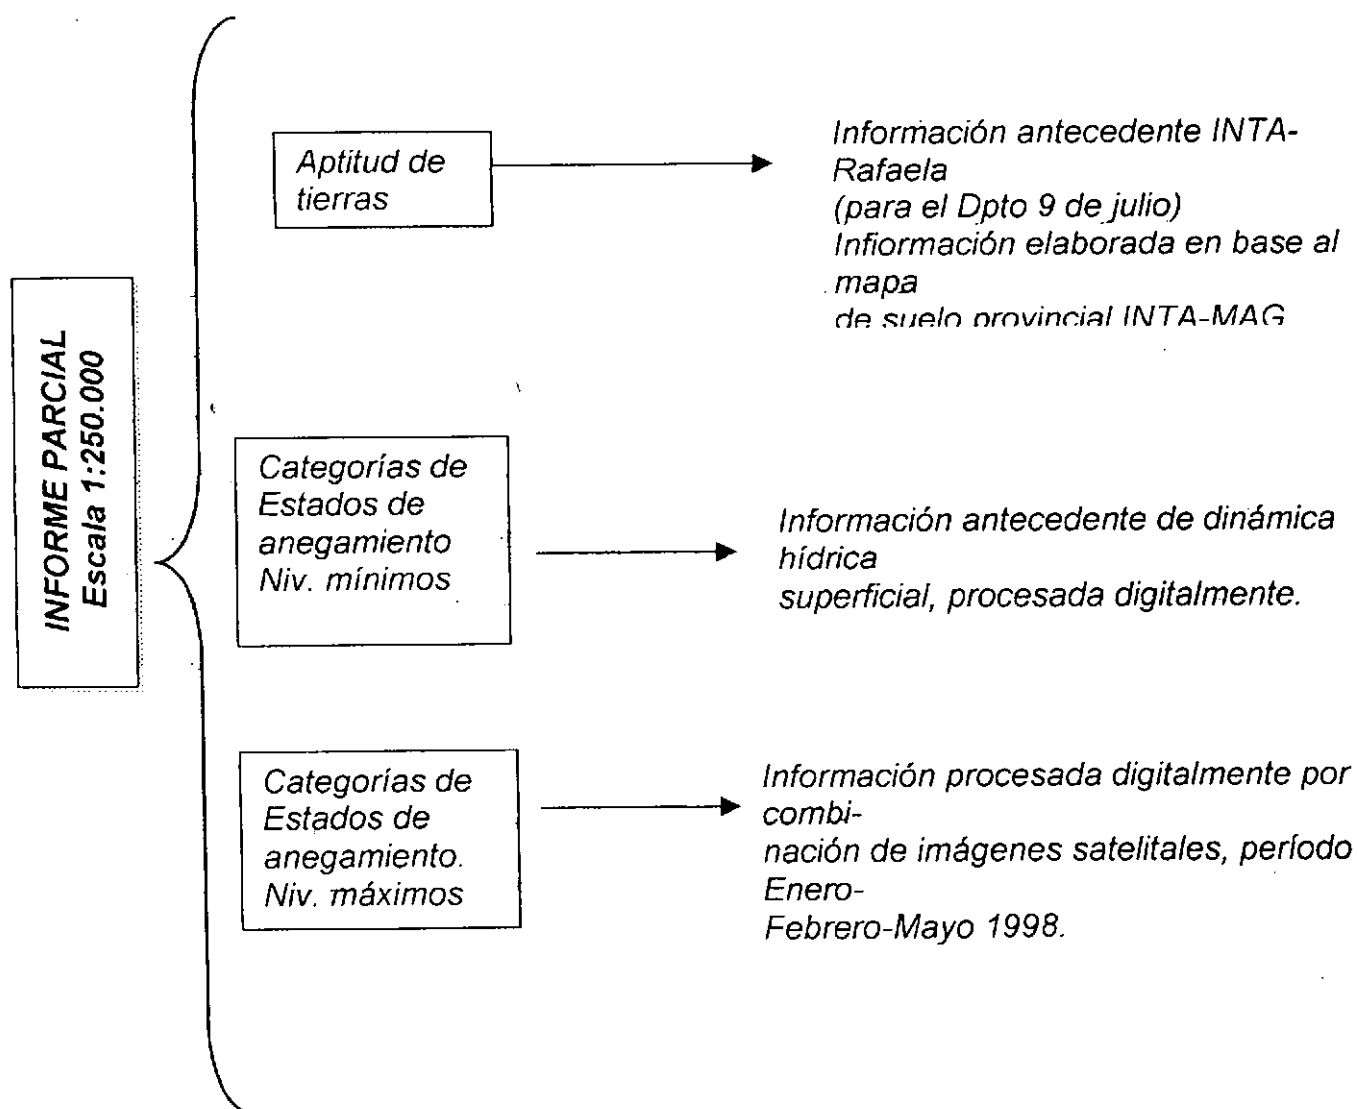 INFORME PARCIAL
Escala 1:250.000
Aptitud de
tierras
Información antecedente INTA-
Rafaela
(para el Dpto 9 de julio)
Infiormación elaborada en base al
mapa
de suelo provincial INTA-MAG
Categorías de
Estados de
anegamiento
Niv. mínimos
Información antecedente de dinámica
hídrica
superficial, procesada digitalmente.
Categorías de
Estados de
anegamiento.
Niv. máximos
Información procesada digitalmente por
combi-
nación de imágenes satelitales, período
Enero-
Febrero-Mayo 1998.